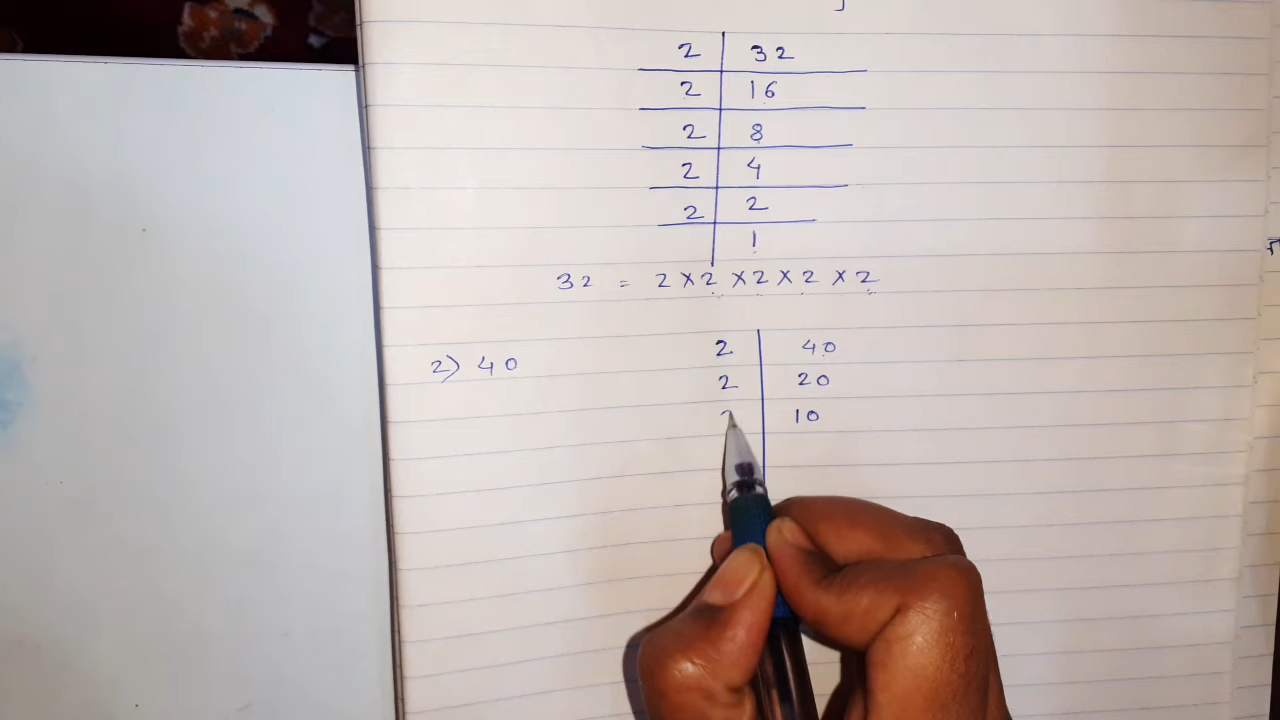 2 | 32
2 | 16
2 | 8
2 | 4
2 | 2
1
32 = 2 × 2 × 2 × 2 × 2
2) 40
2 | 40
2 | 20
2 | 10